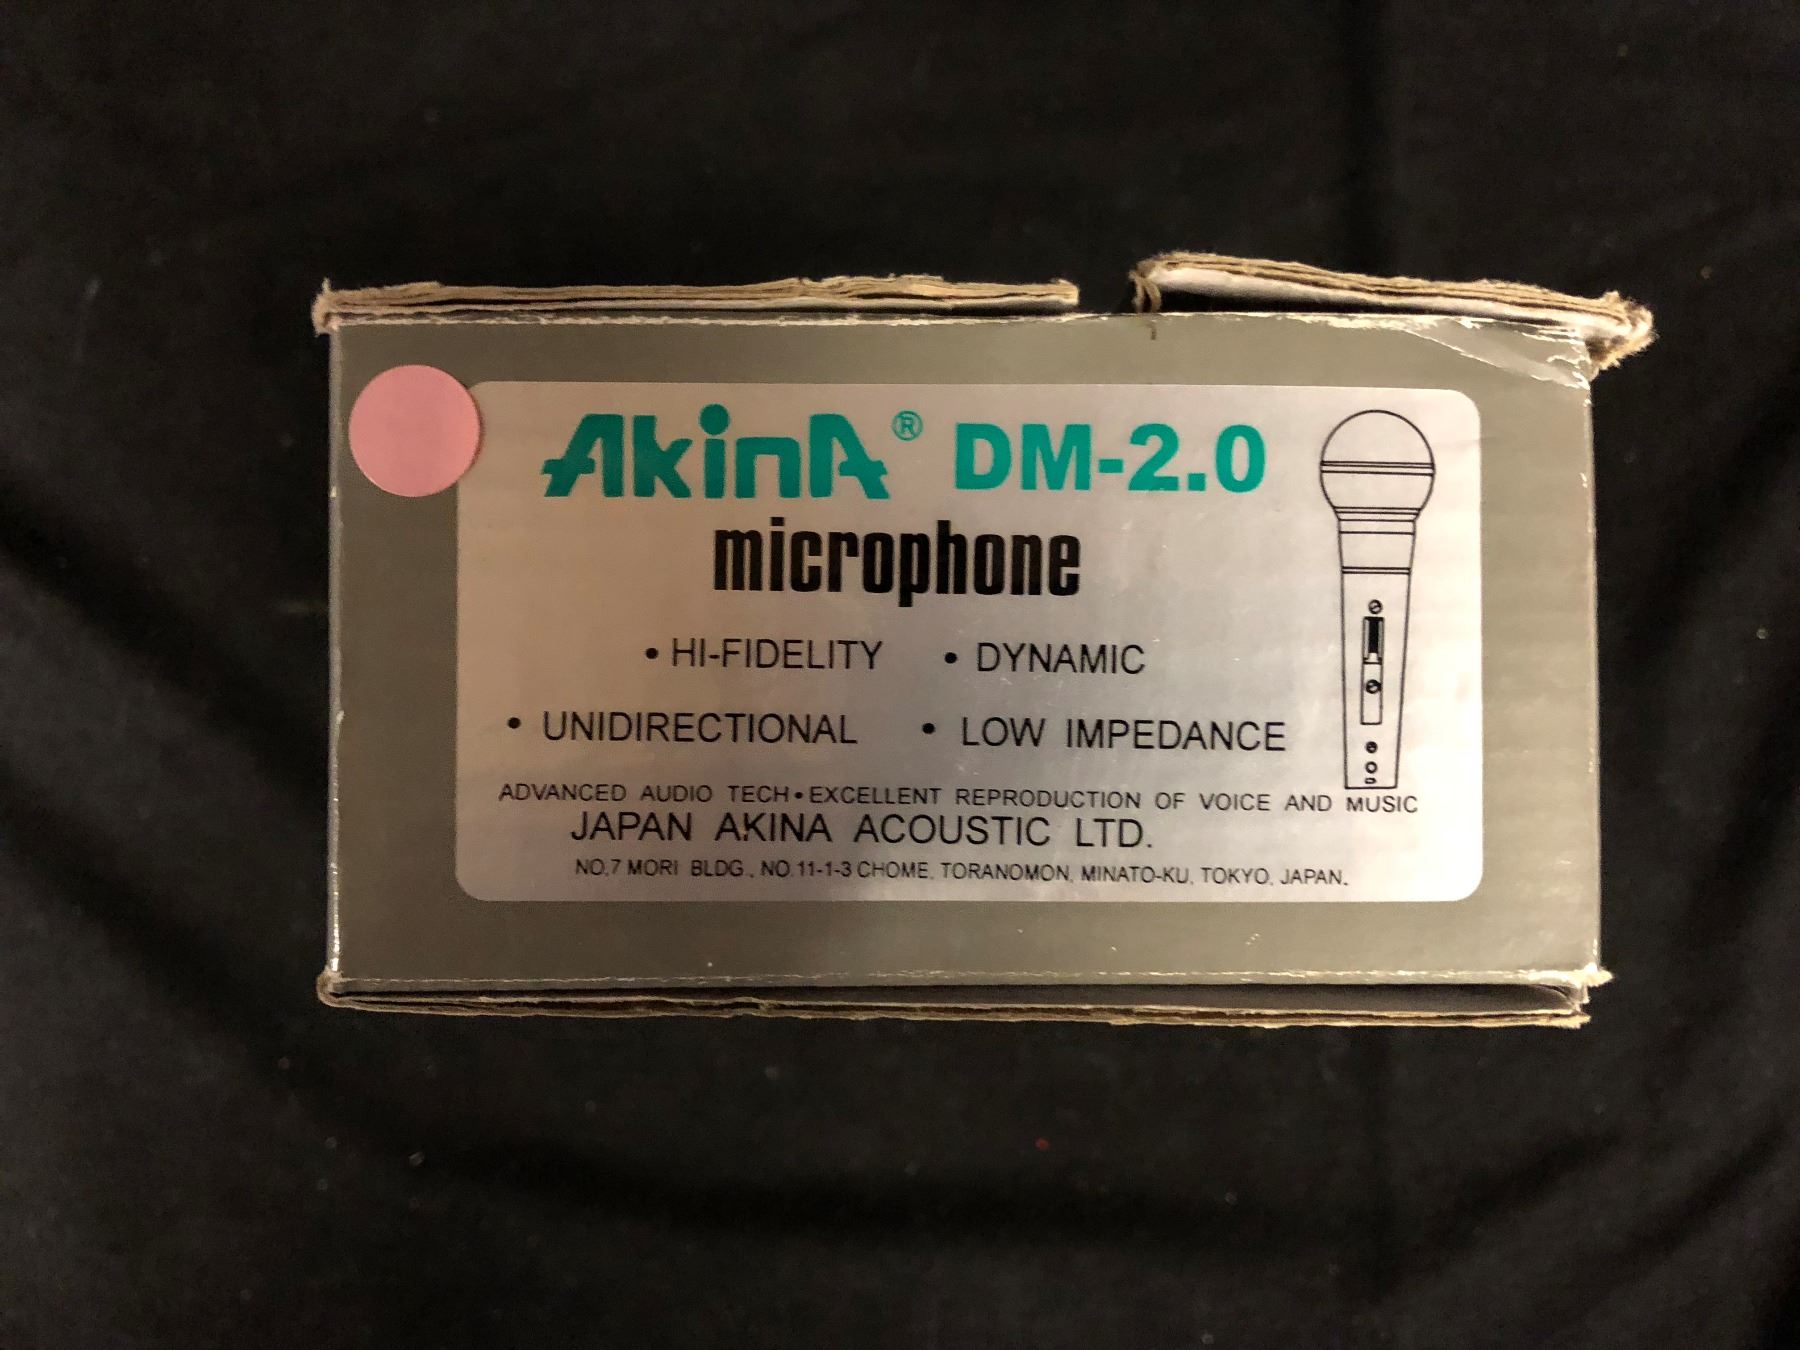 AkinA® DM-2.0
microphone
• HI-FIDELITY • DYNAMIC
• UNIDIRECTIONAL • LOW IMPEDANCE
ADVANCED AUDIO TECH•EXCELLENT REPRODUCTION OF VOICE AND MUSIC
JAPAN AKINA ACOUSTIC LTD.
NO.7 MORI BLDG., NO.11-1-3 CHOME, TORANOMON, MINATO-KU, TOKYO, JAPAN.